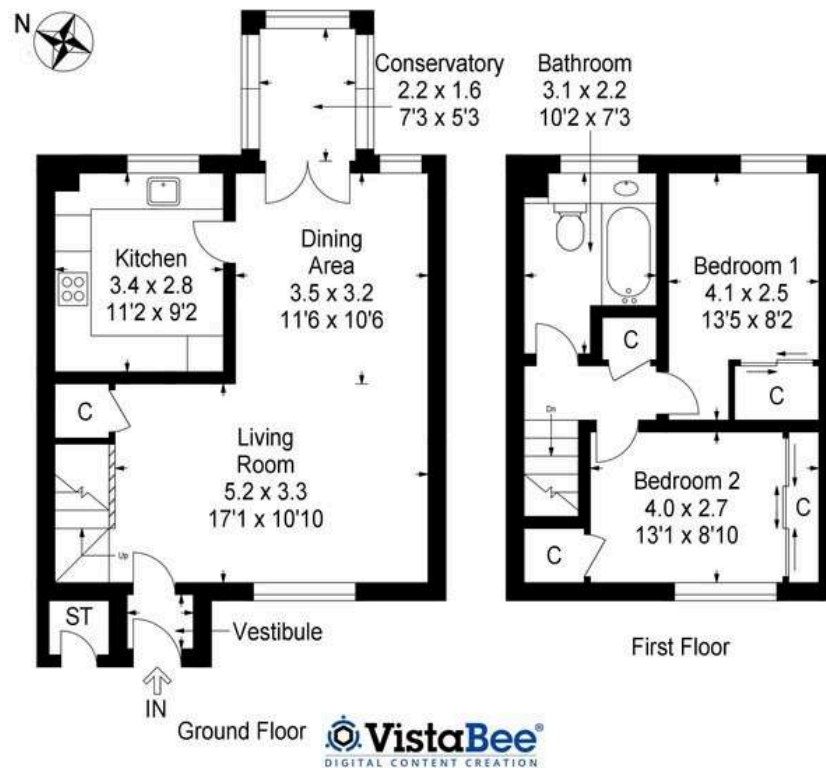 N
Conservatory
2.2 x 1.6
7'3 x 5'3
Bathroom
3.1 x 2.2
10'2 x 7'3
Kitchen
3.4 x 2.8
11'2 x 9'2
Dining
Area
3.5 x 3.2
11'6 x 10'6
Bedroom 1
4.1 x 2.5
13'5 x 8'2
C
C
C
Living
Room
5.2 x 3.3
17'1 x 10'10
Up
Dn
Bedroom 2
4.0 x 2.7
13'1 x 8'10
C
C
ST
Vestibule
IN
First Floor
Ground Floor
VistaBee®
DIGITAL CONTENT CREATION